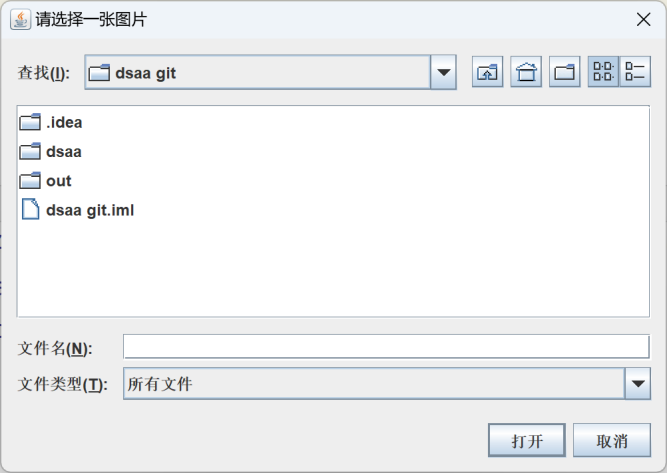 请选择一张图片
查找(I): dsaa git
.idea
dsaa
out
dsaa git.iml
文件名(N):
文件类型(T): 所有文件
打开 取消